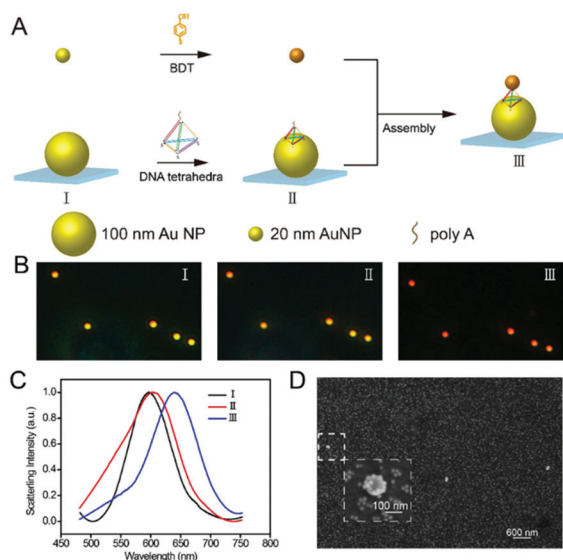 A
OH
BDT
DNA tetrahedra
Assembly
I
II
III
100 nm Au NP
20 nm AuNP
poly A
B
I
II
III
C
Scatterling Intensity (a.u.)
1.0
0.8
0.6
0.4
0.2
0.0
I
II
III
450 500 550 600 650 700 750 800
Wavelength (nm)
D
100 nm
600 nm